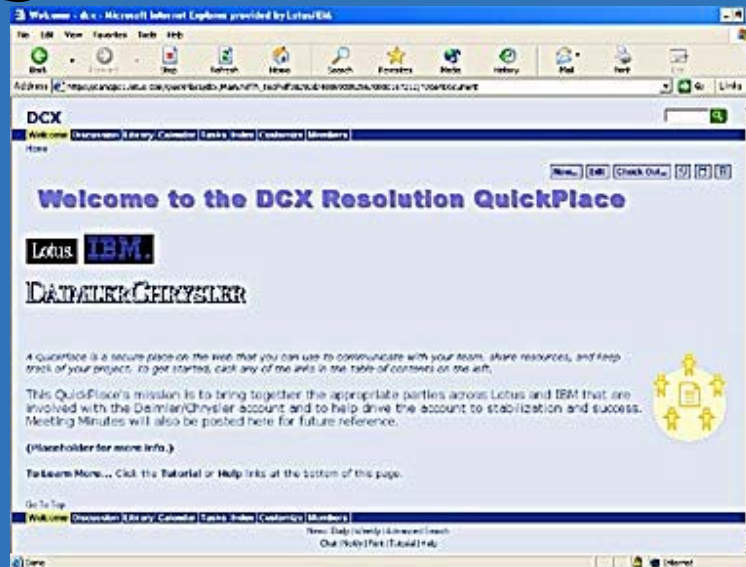 Welcome - dcx - Microsoft Internet Explorer provided by Lotus/IBM
File Edit View Favorites Tools Help
Back Forward Stop Refresh Home Search Favorites Media History Mail Print
Address Go Links
DCX
Welcome Discussion Library Calendar Tasks Index Customize Members
Home
New... Edit Check Out...
Welcome to the DCX Resolution QuickPlace
Lotus IBM.
DAIMLERCHRYSLER
A QuickPlace is a secure place on the Web that you can use to communicate with your team, share resources, and keep
track of your project. To get started, click any of the links in the table of contents on the left.
This QuickPlace's mission is to bring together the appropriate parties across Lotus and IBM that are
involved with the Daimler/Chrysler account and to help drive the account to stabilization and success.
Meeting Minutes will also be posted here for future reference.
(Placeholder for more info.)
To Learn More... Click the Tutorial or Help links at the bottom of this page.
Go To Top
Welcome Discussion Library Calendar Tasks Index Customize Members
News: Daily | Weekly | Advanced Search
Chat | Notify | Print | Tutorial | Help
Done Internet